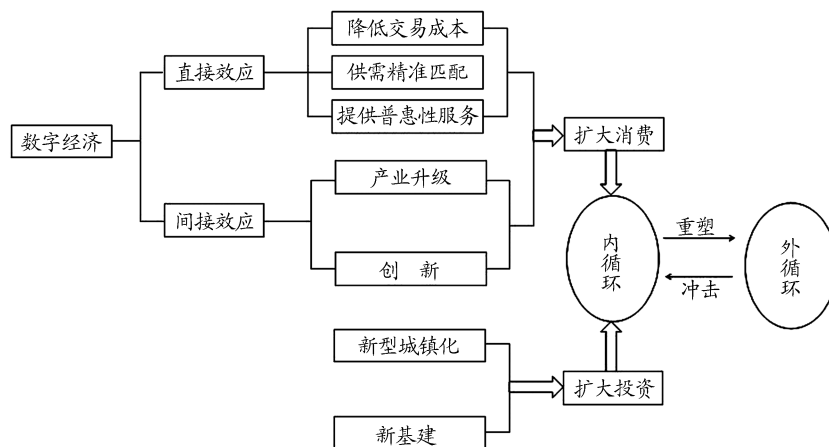 降低交易成本
直接效应
供需精准匹配
提供普惠性服务
数字经济
扩大消费
产业升级
间接效应
创 新
内循环
重塑
冲击
外循环
新型城镇化
扩大投资
新基建